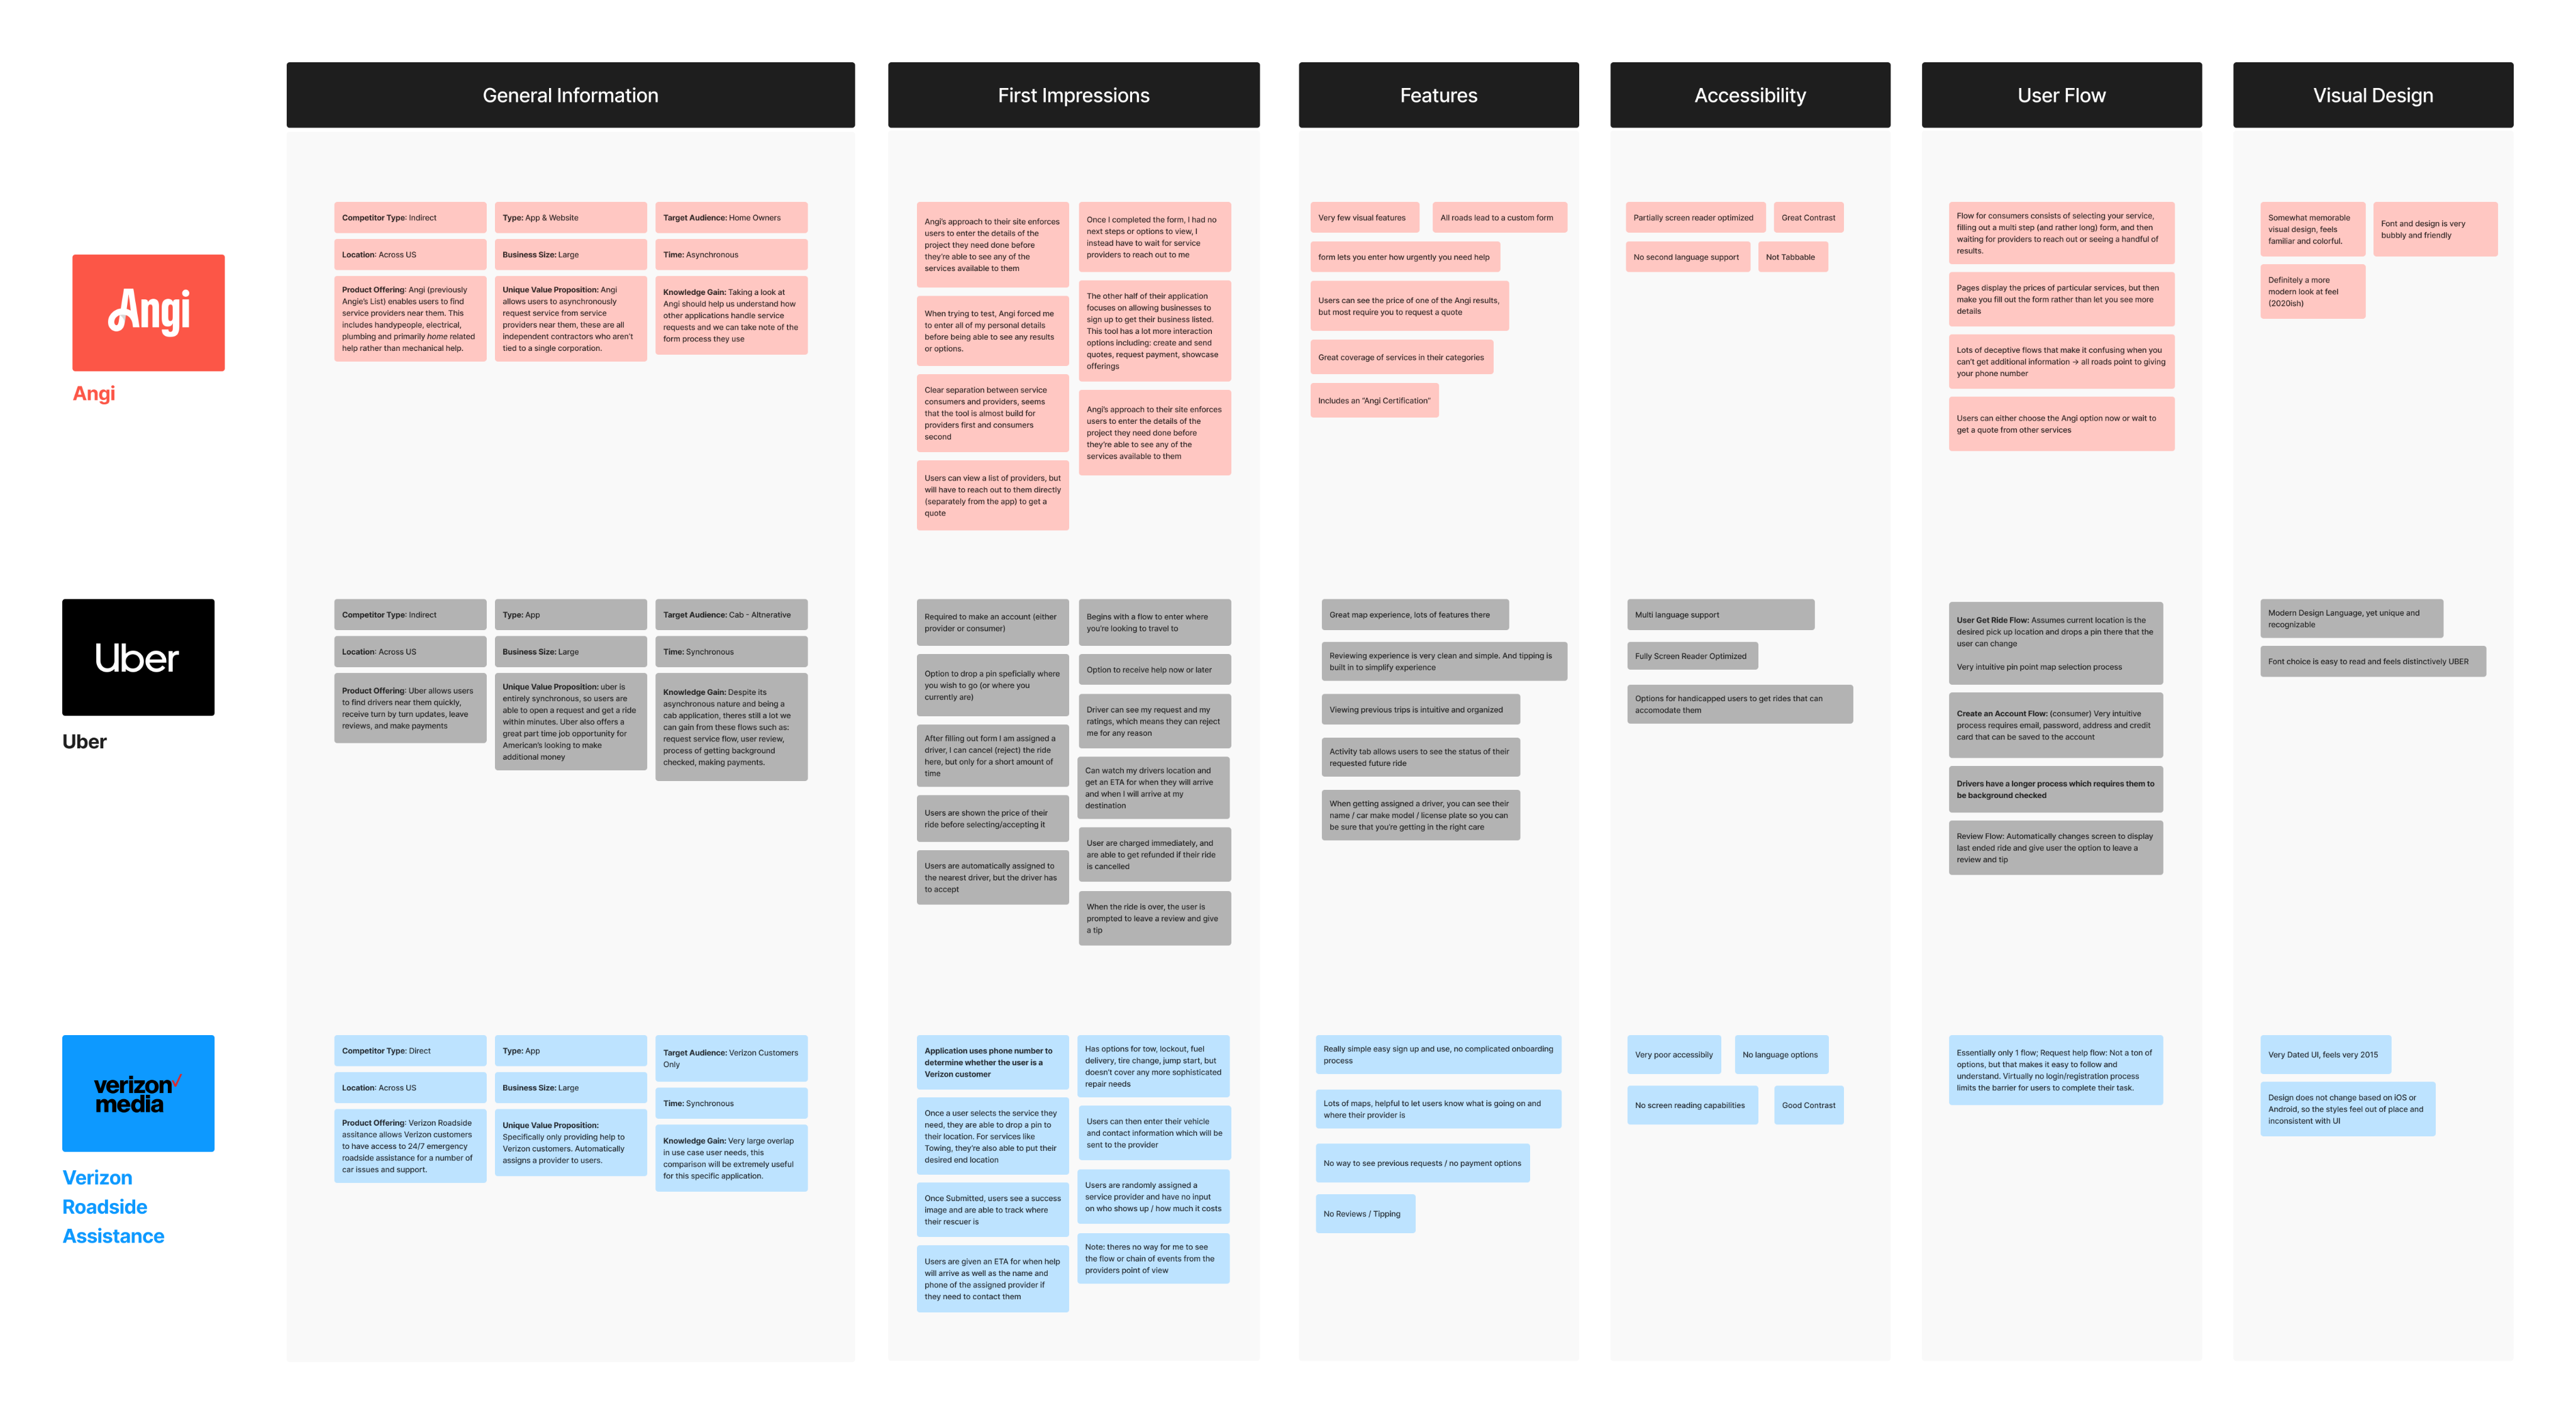 General Information
First Impressions
Features
Accessibility
User Flow
Visual Design
Angi
Angi
Competitor Type: Indirect
Type: App & Website
Target Audience: Home Owners
Location: Across US
Business Size: Large
Time: Asynchronous
Product Offering: Angi (previously
Angie's List) enables users to find
service providers near them. This
includes handypeople, electrical,
plumbing and primarily home related
help rather than mechanical help.
Unique Value Proposition: Angi
allows users to asynchronously
request service from service
providers near them, these are all
independent contractors who aren't
tied to a single corporation.
Knowledge Gain: Taking a look at
Angi should help us understand how
other applications handle service
requests and we can take note of the
form process they use
Angi's approach to their site enforces
users to enter the details of the
project they need done before
they're able to see any of the
services available to them
When trying to test, Angi forced me
to enter all of my personal details
before being able to see any results
or options.
Clear separation between service
consumers and providers, seems
that the tool is almost build for
providers first and consumers
second
Users can view a list of providers, but
will have to reach out to them directly
(separately from the app) to get a
quote
Once I completed the form, I had no
next steps or options to view, I
instead have to wait for service
providers to reach out to me
The other half of their application
focuses on allowing businesses to
sign up to get their business listed.
This tool has a lot more interaction
options including: create and send
quotes, request payment, showcase
offerings
Angi's approach to their site enforces
users to enter the details of the
project they need done before
they're able to see any of the
services available to them
Very few visual features
All roads lead to a custom form
form lets you enter how urgently you need help
Users can see the price of one of the Angi results,
but most require you to request a quote
Great coverage of services in their categories
Includes an "Angi Certification"
Partially screen reader optimized
Great Contrast
No second language support
Not Tabbable
Flow for consumers consists of selecting your service,
filling out a multi step (and rather long) form, and then
waiting for providers to reach out or seeing a handful of
results.
Pages display the prices of particular services, but then
make you fill out the form rather than let you see more
details
Lots of deceptive flows that make it confusing when you
can't get additional information → all roads point to giving
your phone number
Users can either choose the Angi option now or wait to
get a quote from other services
Somewhat memorable
visual design, feels
familiar and colorful.
Font and design is very
bubbly and friendly
Definitely a more
modern look at feel
(2020ish)
Uber
Uber
Competitor Type: Indirect
Type: App
Target Audience: Cab - Altnerative
Location: Across US
Business Size: Large
Time: Synchronous
Product Offering: Uber allows users
to find drivers near them quickly,
receive turn by turn updates, leave
reviews, and make payments
Unique Value Proposition: uber is
entirely synchronous, so users are
able to open a request and get a ride
within minutes. Uber also offers a
great part time job opportunity for
American's looking to make
additional money
Knowledge Gain: Despite its
asynchronous nature and being a
cab application, theres still a lot we
can gain from these flows such as:
request service flow, user review,
process of getting background
checked, making payments.
Required to make an account (either
provider or consumer)
Option to drop a pin speficially where
you wish to go (or where you
currently are)
After filling out form I am assigned a
driver, I can cancel (reject) the ride
here, but only for a short amount of
time
Users are shown the price of their
ride before selecting/accepting it
Users are automatically assigned to
the nearest driver, but the driver has
to accept
Begins with a flow to enter where
you're looking to travel to
Option to receive help now or later
Driver can see my request and my
ratings, which means they can reject
me for any reason
Can watch my drivers location and
get an ETA for when they will arrive
and when I will arrive at my
destination
User are charged immediately, and
are able to get refunded if their ride
is cancelled
When the ride is over, the user is
prompted to leave a review and give
a tip
Great map experience, lots of features there
Reviewing experience is very clean and simple. And tipping is
built in to simplify experience
Viewing previous trips is intuitive and organized
Activity tab allows users to see the status of their
requested future ride
When getting assigned a driver, you can see their
name / car make model / license plate so you can
be sure that you're getting in the right care
Multi language support
Fully Screen Reader Optimized
Options for handicapped users to get rides that can
accomodate them
User Get Ride Flow: Assumes current location is the
desired pick up location and drops a pin there that the
user can change
Very intuitive pin point map selection process
Create an Account Flow: (consumer) Very intuitive
process requires email, password, address and credit
card that can be saved to the account
Drivers have a longer process which requires them to
be background checked
Review Flow: Automatically changes screen to display
last ended ride and give user the option to leave a
review and tip
Modern Design Language, yet unique and
recognizable
Font choice is easy to read and feels distinctively UBER
verizon✓
media
Verizon
Roadside
Assistance
Competitor Type: Direct
Type: App
Target Audience: Verizon Customers
Only
Location: Across US
Business Size: Large
Time: Synchronous
Product Offering: Verizon Roadside
assitance allows Verizon customers
to have access to 24/7 emergency
roadside assistance for a number of
car issues and support.
Unique Value Proposition:
Specifically only providing help to
Verizon customers. Automatically
assigns a provider to users.
Knowledge Gain: Very large overlap
in use case user needs, this
comparison will be extremely useful
for this specific application.
Application uses phone number to
determine whether the user is a
Verizon customer
Once a user selects the service they
need, they are able to drop a pin to
their location. For services like
Towing, they're also able to put their
desired end location
Once Submitted, users see a success
image and are able to track where
their rescuer is
Users are given an ETA for when help
will arrive as well as the name and
phone of the assigned provider if
they need to contact them
Has options for tow, lockout, fuel
delivery, tire change, jump start, but
doesn't cover any more sophisticated
repair needs
Users can then enter their vehicle
and contact information which will be
sent to the provider
Users are randomly assigned a
service provider and have no input
on who shows up / how much it costs
Note: theres no way for me to see
the flow or chain of events from the
providers point of view
Really simple easy sign up and use, no complicated onboarding
process
Lots of maps, helpful to let users know what is going on and
where their provider is
No way to see previous requests / no payment options
No Reviews / Tipping
Very poor accessibily
No language options
No screen reading capabilities
Good Contrast
Essentially only 1 flow; Request help flow: Not a ton of
options, but that makes it easy to follow and
understand. Virtually no login/registration process
limits the barrier for users to complete their task.
Very Dated UI, feels very 2015
Design does not change based on iOS or
Android, so the styles feel out of place and
inconsistent with UI